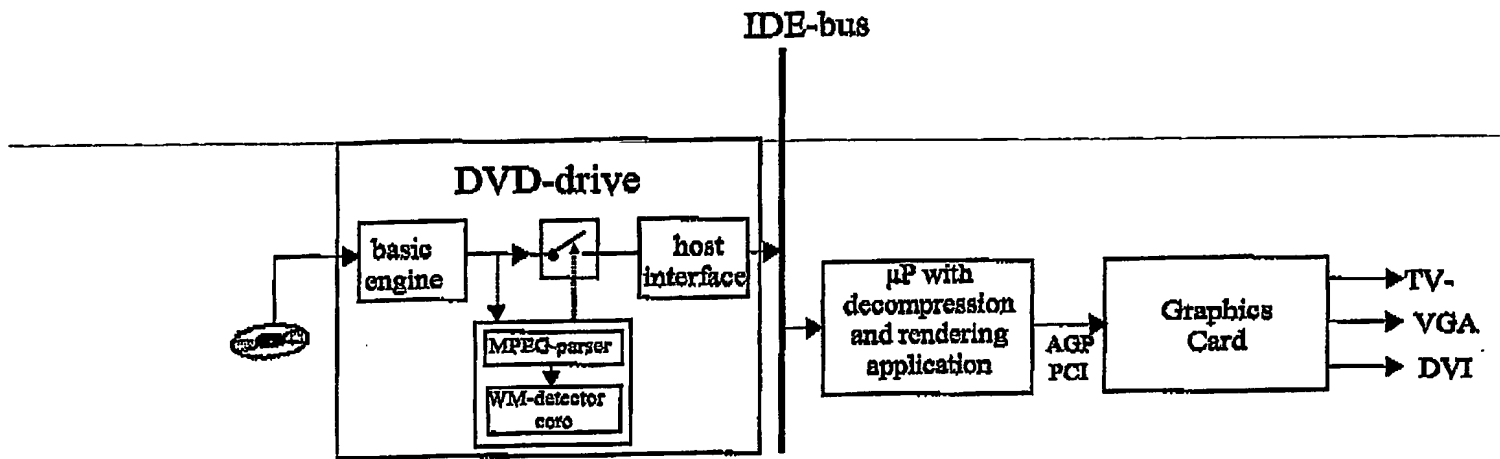 IDE-bus
DVD-drive
basic
engine
host
interface
MPEG-parser
WM-detector
core
µP with
decompression
and rendering
application
AGP
PCI
Graphics
Card
TV-
VGA
DVI